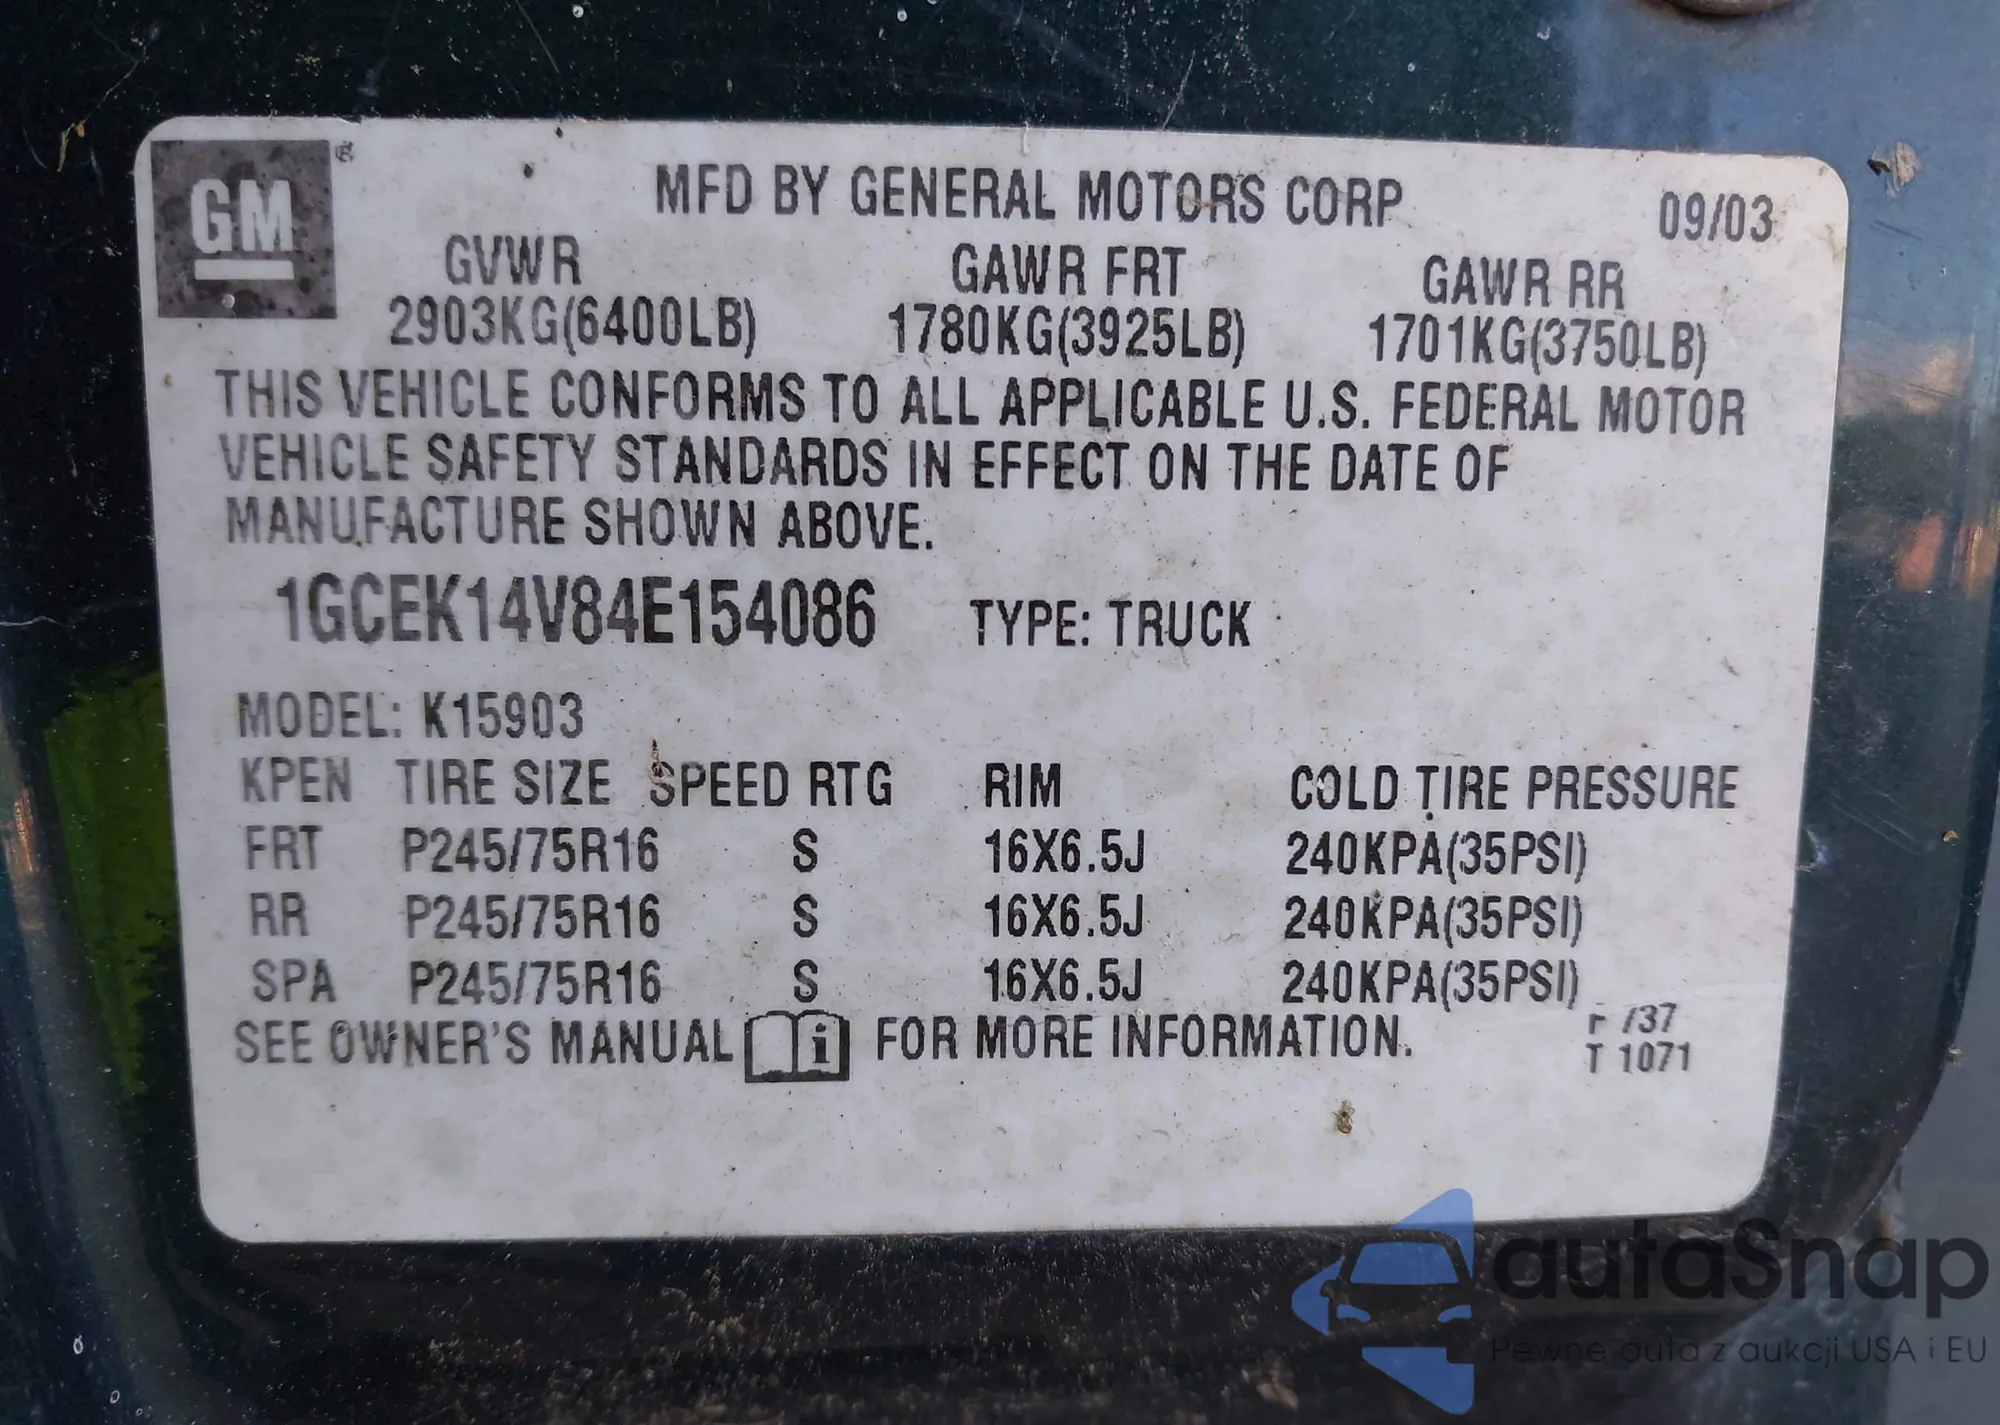 GM ®
MFD BY GENERAL MOTORS CORP 09/03
GVWR GAWR FRT GAWR RR
2903KG(6400LB) 1780KG(3925LB) 1701KG(3750LB)
THIS VEHICLE CONFORMS TO ALL APPLICABLE U.S. FEDERAL MOTOR
VEHICLE SAFETY STANDARDS IN EFFECT ON THE DATE OF
MANUFACTURE SHOWN ABOVE.
1GCEK14V84E154086 TYPE: TRUCK
MODEL: K15903
KPEN TIRE SIZE SPEED RTG RIM COLD TIRE PRESSURE
FRT P245/75R16 S 16X6.5J 240KPA(35PSI)
RR P245/75R16 S 16X6.5J 240KPA(35PSI)
SPA P245/75R16 S 16X6.5J 240KPA(35PSI)
SEE OWNER'S MANUAL i FOR MORE INFORMATION.
T 1071
autaSnap
Pewne auta z aukcji USA i EU